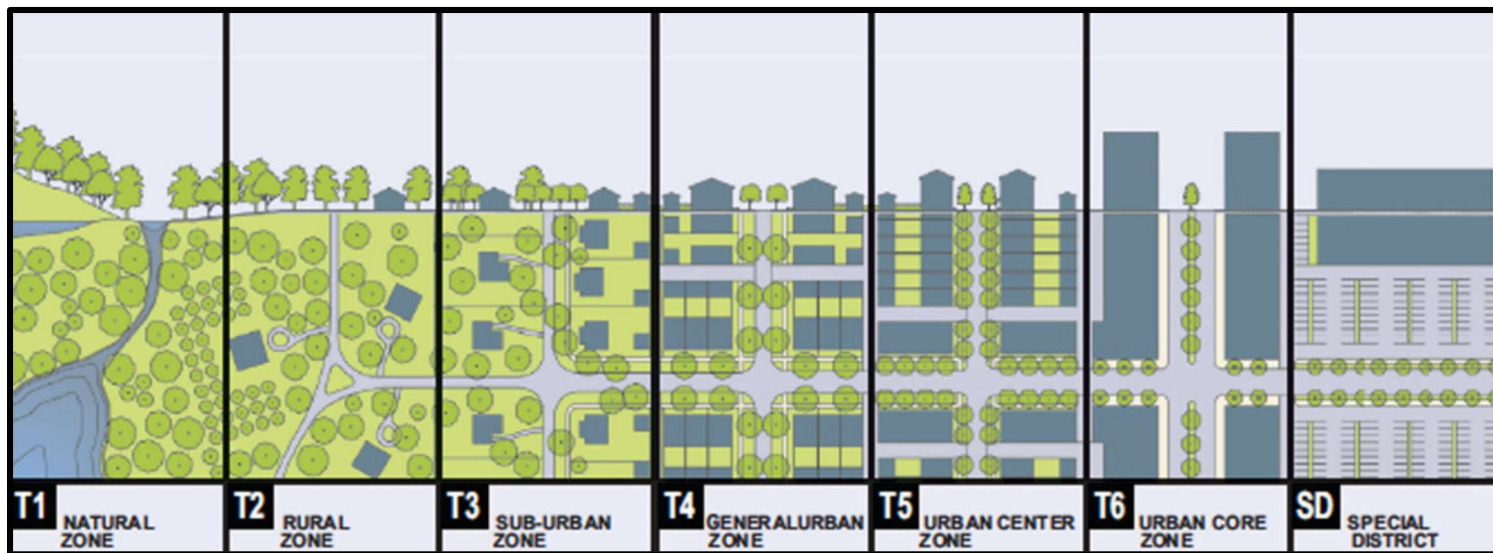 T1 NATURAL
ZONE
T2 RURAL
ZONE
T3 SUB-URBAN
ZONE
T4 GENERALURBAN
ZONE
T5 URBAN CENTER
ZONE
T6 URBAN CORE
ZONE
SD SPECIAL
DISTRICT